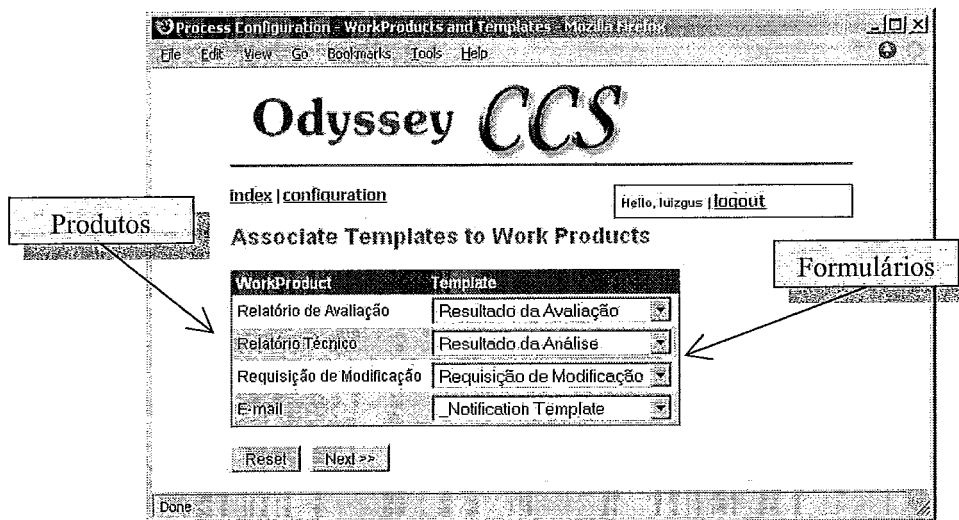 Process Configuration - WorkProducts and Templates - Mozilla Firefox
File Edit View Go Bookmarks Tools Help
Odyssey CCS
index | configuration
Hello, luizgus | logout
Produtos
Associate Templates to Work Products
Formulários
WorkProduct Template
Relatório de Avaliação Resultado da Avaliação
Relatório Técnico Resultado da Análise
Requisição de Modificação Requisição de Modificação
E-mail _Notification Template
Reset Next >>
Done